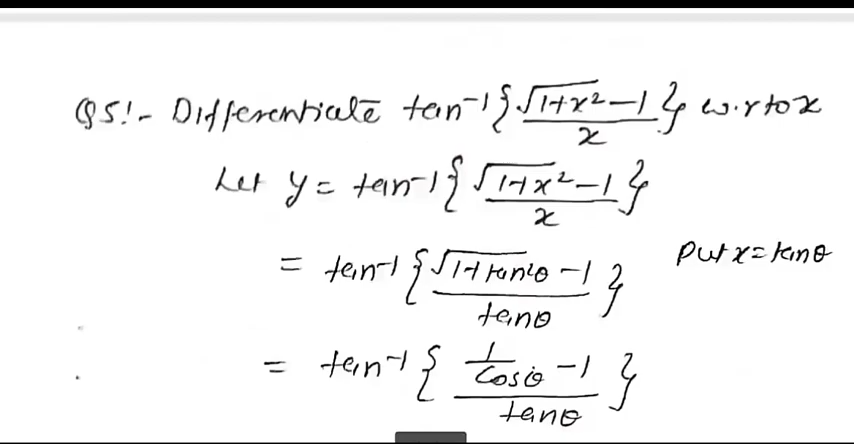 Q5!- Differentiate tan⁻¹{(√1+x² -1)/x} w.r to x
Let y = tan⁻¹{(√1+x² -1)/x}
= tan⁻¹{(√1+tan²θ -1)/tanθ} Put x = tanθ
= tan⁻¹{(1/cosθ -1)/tanθ}